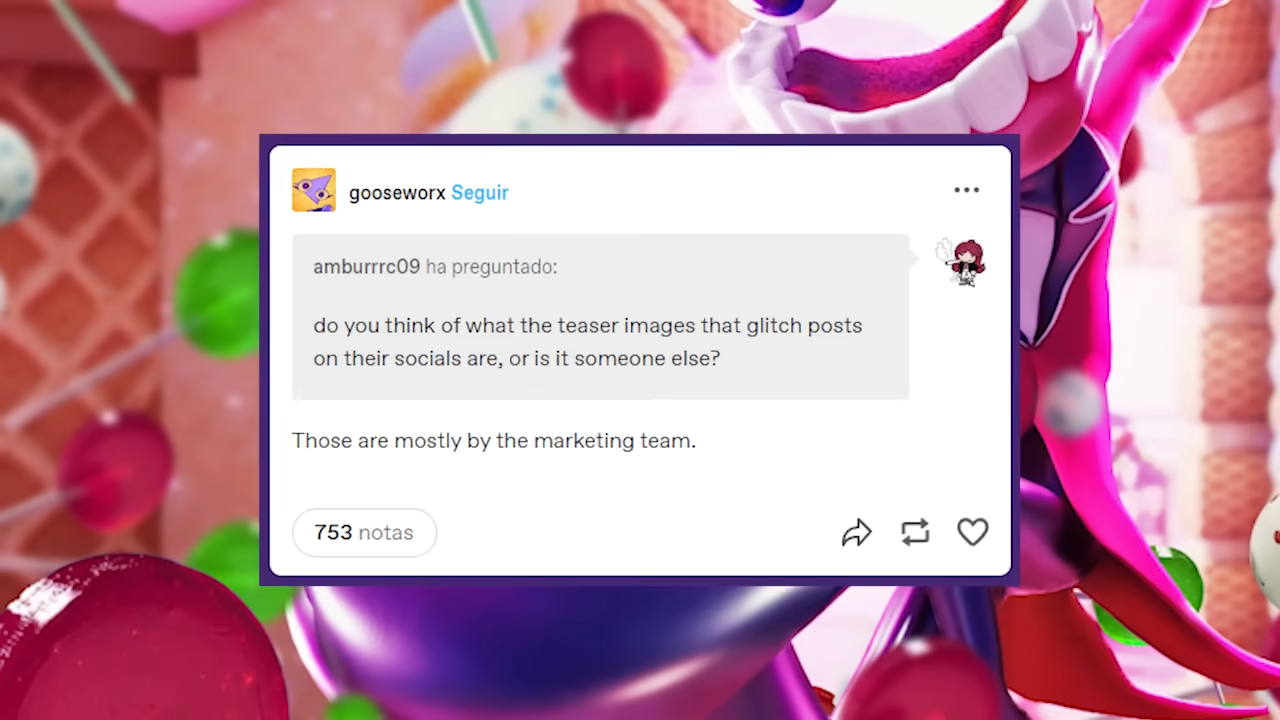 gooseworx Seguir
amburrrc09 ha preguntado:
do you think of what the teaser images that glitch posts
on their socials are, or is it someone else?
Those are mostly by the marketing team.
753 notas